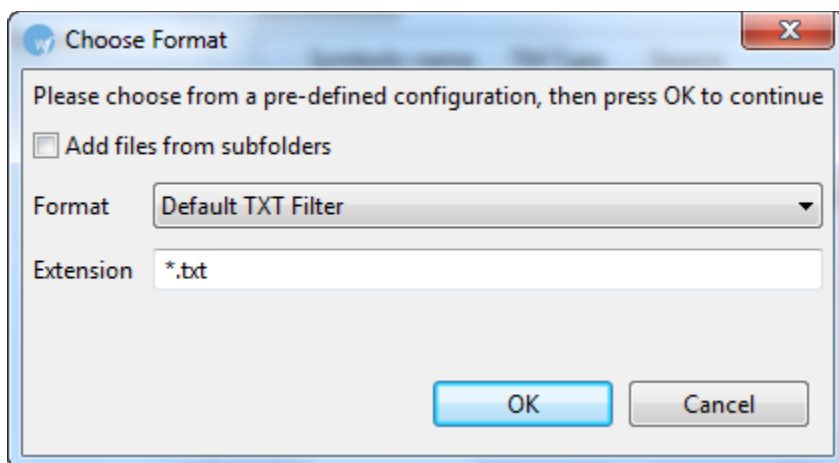 Choose Format
Please choose from a pre-defined configuration, then press OK to continue
Add files from subfolders
Format Default TXT Filter
Extension *.txt
OK Cancel